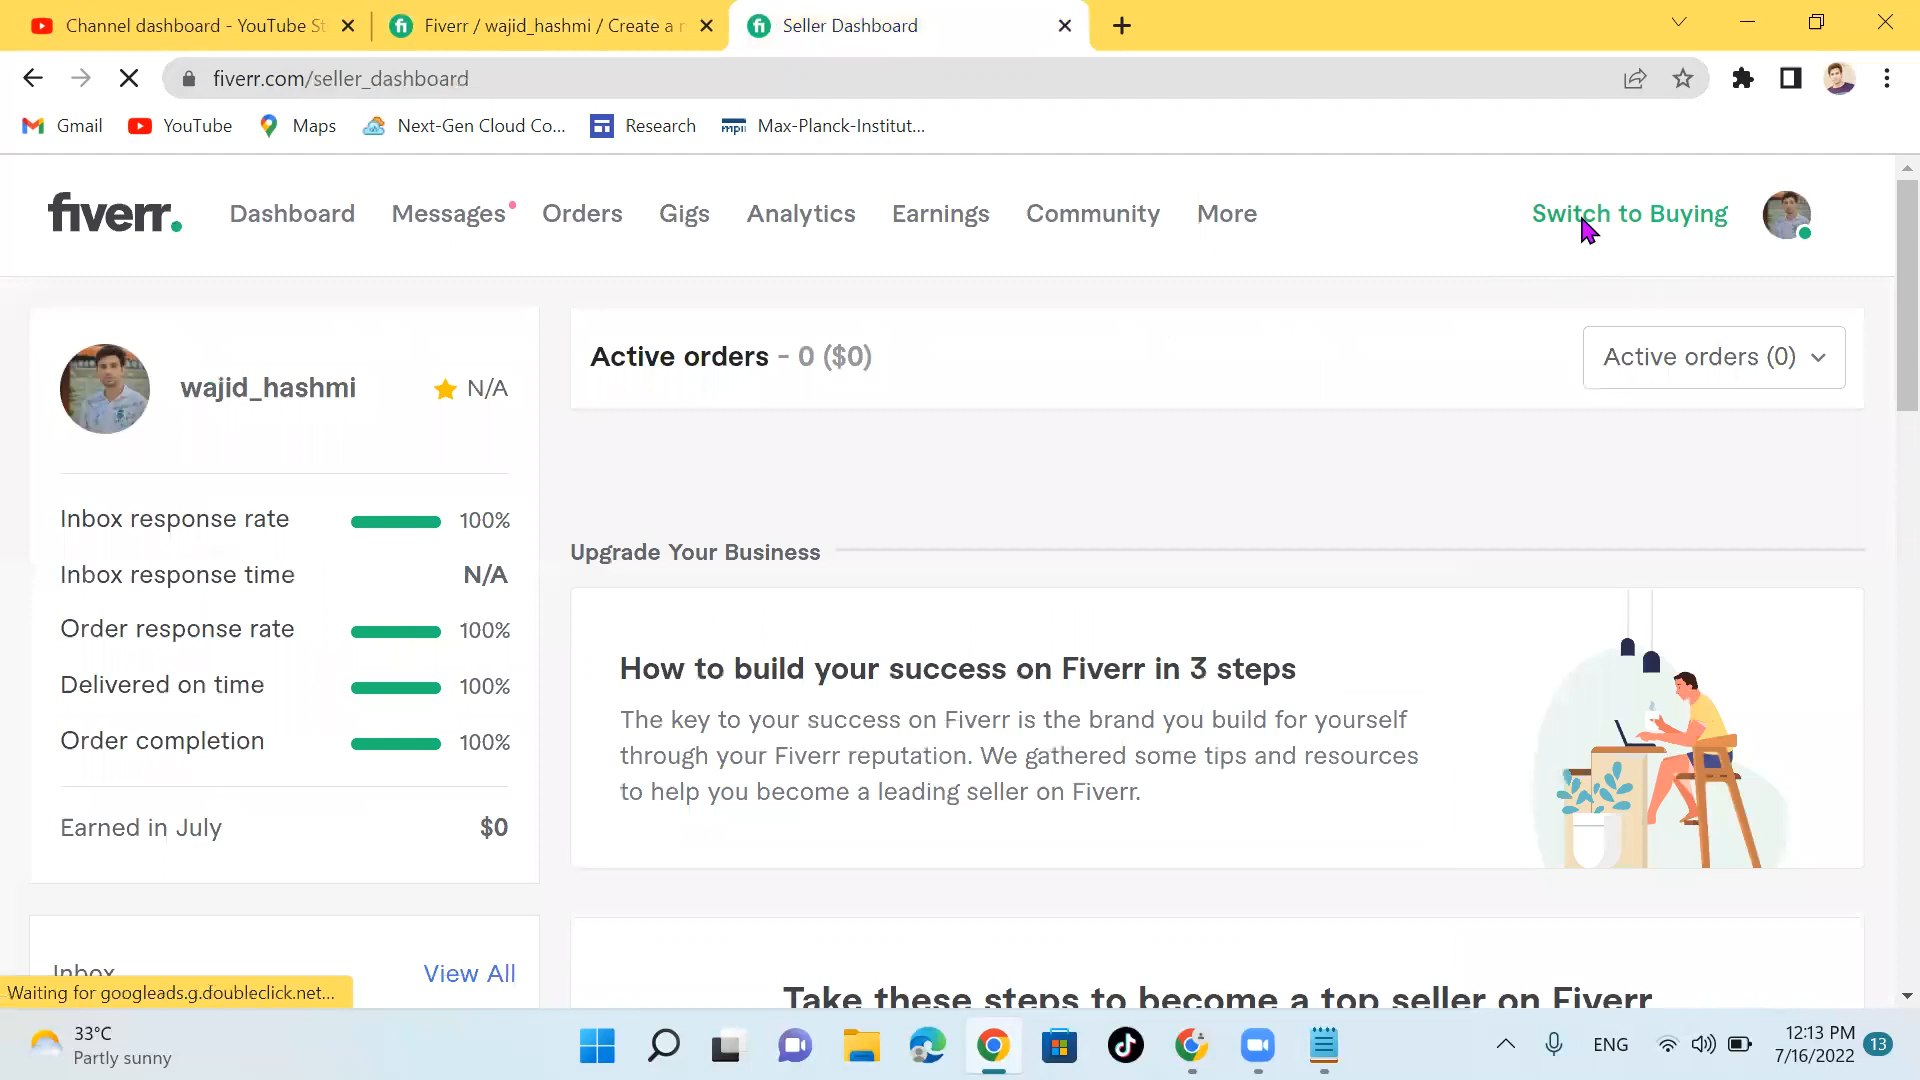 Channel dashboard - YouTube St
Fiverr / wajid_hashmi / Create a r
Seller Dashboard
fiverr.com/seller_dashboard
Gmail
YouTube
Maps
Next-Gen Cloud Co...
Research
Max-Planck-Institut...
fiverr.
Dashboard
Messages
Orders
Gigs
Analytics
Earnings
Community
More
Switch to Buying
wajid_hashmi
N/A
Inbox response rate 100%
Inbox response time N/A
Order response rate 100%
Delivered on time 100%
Order completion 100%
Earned in July $0
Inbox View All
Active orders - 0 ($0)
Active orders (0)
Upgrade Your Business
How to build your success on Fiverr in 3 steps
The key to your success on Fiverr is the brand you build for yourself
through your Fiverr reputation. We gathered some tips and resources
to help you become a leading seller on Fiverr.
Take these steps to become a top seller on Fiverr
Waiting for googleads.g.doubleclick.net...
33°C
Partly sunny
ENG
12:13 PM
7/16/2022
13